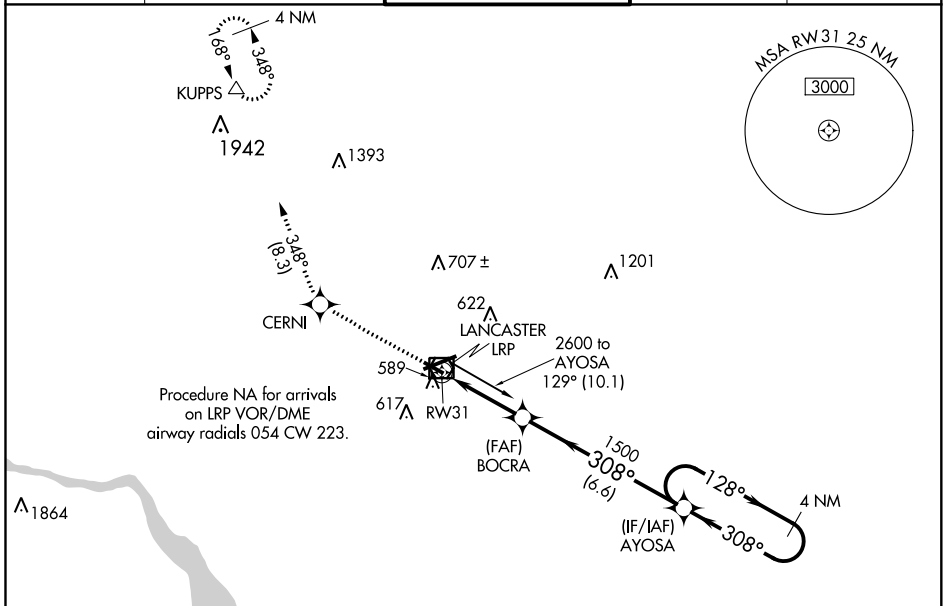 4 NM
168°
348°
KUPPS
1942
1393
MSA RW31 25 NM
3000
348°
(8.3)
707 ±
1201
622
CERNI
LANCASTER
LRP
2600 to
AYOSA
129° (10.1)
589
617
RW31
Procedure NA for arrivals
on LRP VOR/DME
airway radials 054 CW 223.
(FAF)
BOCRA
1500
308°
(6.6)
128°
4 NM
308°
(IF/IAF)
AYOSA
1864